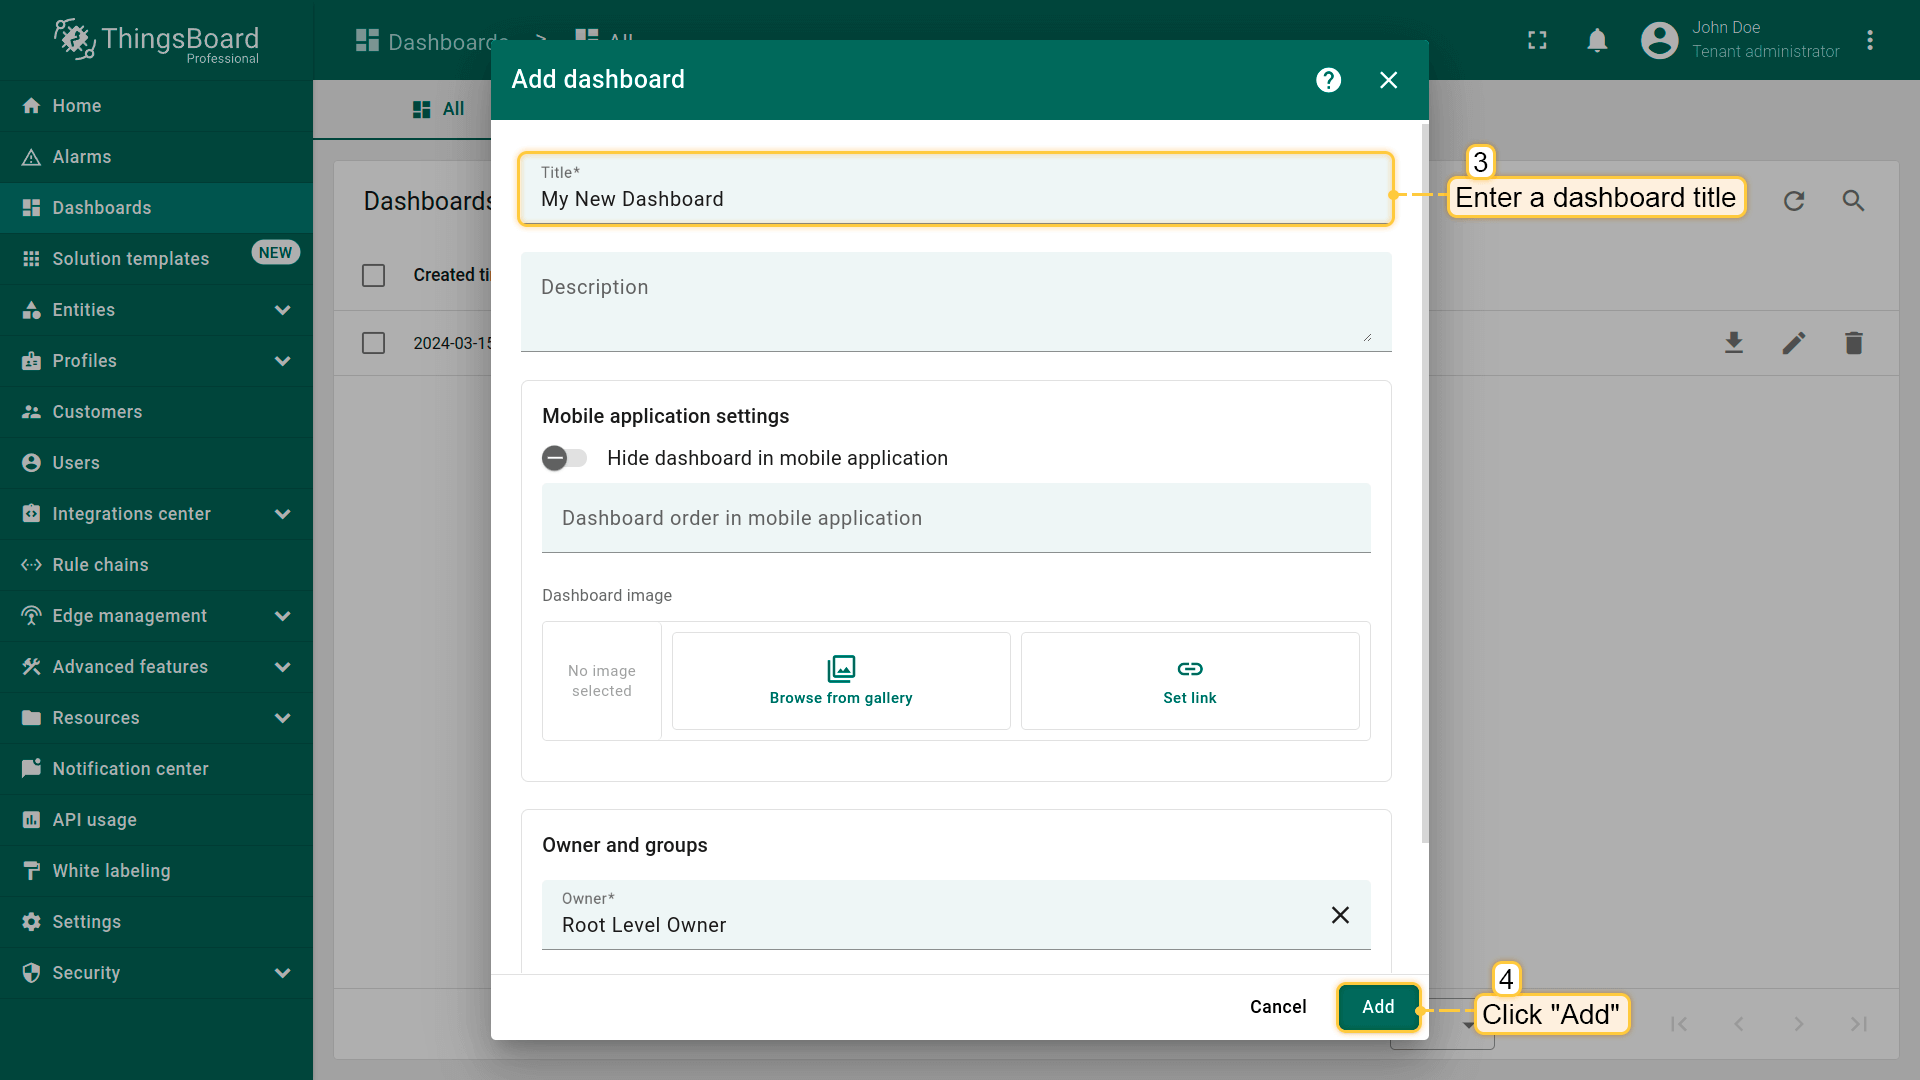 ThingsBoard
Professional
Dashboards > All
John Doe
Tenant administrator
Home
Alarms
Dashboards
Solution templates
NEW
Entities
Profiles
Customers
Users
Integrations center
Rule chains
Edge management
Advanced features
Resources
Notification center
API usage
White labeling
Settings
Security
All
Dashboards
Created ti
2024-03-15
Add dashboard
Title*
My New Dashboard
Description
Mobile application settings
Hide dashboard in mobile application
Dashboard order in mobile application
Dashboard image
No image
selected
Browse from gallery
Set link
Owner and groups
Owner*
Root Level Owner
Cancel
Add
3
Enter a dashboard title
4
Click "Add"